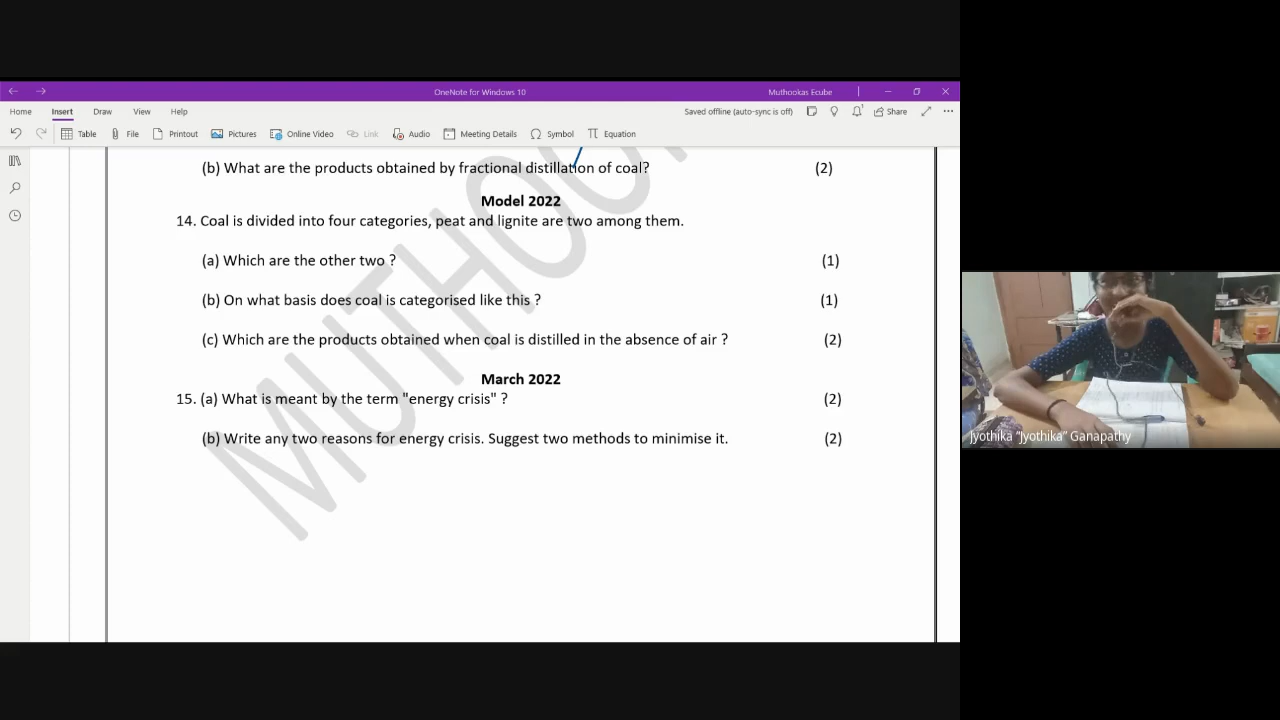 OneNote for Windows 10
Muthookas Ecube
Home Insert Draw View Help
Saved offline (auto-sync is off)
Share
Table File Printout Pictures Online Video Link Audio Meeting Details Symbol Equation
(b) What are the products obtained by fractional distillation of coal? (2)
Model 2022
14. Coal is divided into four categories, peat and lignite are two among them.
(a) Which are the other two ? (1)
(b) On what basis does coal is categorised like this ? (1)
(c) Which are the products obtained when coal is distilled in the absence of air ? (2)
March 2022
15. (a) What is meant by the term "energy crisis" ? (2)
(b) Write any two reasons for energy crisis. Suggest two methods to minimise it. (2)
MUTHOO
Jyothika "Jyothika" Ganapathy